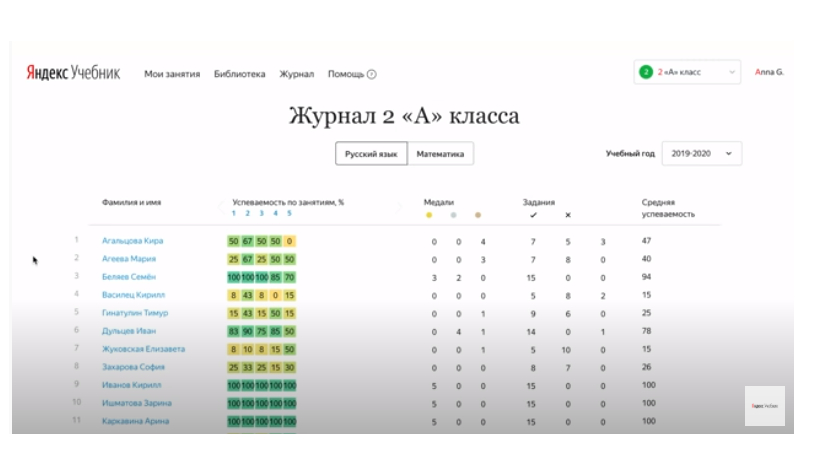 Яндекс Учебник Мои занятия Библиотека Журнал Помощь ? 2 2 «А» класс Anna G.
Журнал 2 «А» класса
Русский язык Математика Учебный год 2019-2020
Фамилия и имя Успеваемость по занятиям, % Медали Задания Средняя успеваемость
1 2 3 4 5
1 Агальцова Кира 50 67 50 50 0 0 0 4 7 5 3 47
2 Агеева Мария 25 67 25 50 50 0 0 3 7 8 0 40
3 Беляев Семён 100 100 100 85 70 3 2 0 15 0 0 94
4 Василец Кирилл 8 43 8 0 15 0 0 0 5 8 2 15
5 Гинатулин Тимур 15 43 15 50 15 0 0 1 9 6 0 25
6 Дульцев Иван 83 90 75 85 50 0 4 1 14 0 1 78
7 Жуковская Елизавета 8 10 8 15 50 0 0 1 5 10 0 15
8 Захарова София 25 33 25 15 30 0 0 0 8 7 0 26
9 Иванов Кирилл 100 100 100 100 100 5 0 0 15 0 0 100
10 Ишматова Зарина 100 100 100 100 100 5 0 0 15 0 0 100
11 Каркавина Арина 100 100 100 100 100 5 0 0 15 0 0 100
Яндекс Учебник